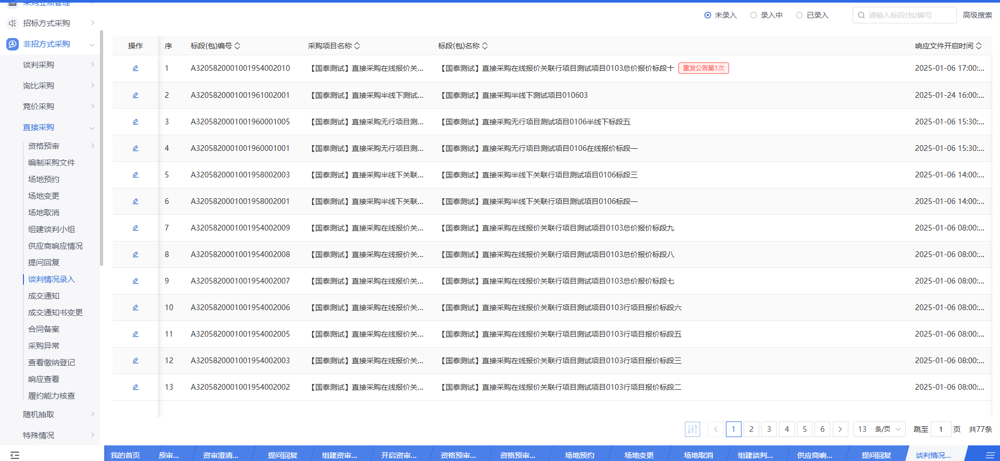 采购立项管理
招标方式采购
非招方式采购
谈判采购
询比采购
竞价采购
直接采购
资格预审
编制采购文件
场地预约
场地变更
场地取消
组建谈判小组
供应商响应情况
提问回复
谈判情况录入
成交通知
成交通知书变更
合同备案
采购异常
查看缴纳登记
响应查看
履约能力核查
随机抽取
特殊情况
未录入 录入中 已录入 请输入标段(包)编号 高级搜索
操作 序 标段(包)编号 采购项目名称 标段(包)名称 响应文件开启时间
1 A3205820001001954002010 【国泰测试】直接采购在线报价关... 【国泰测试】直接采购在线报价关联行项目测试项目0103总价报价标段十 重发公告第1次 2025-01-06 17:00:...
2 A3205820001001961002001 【国泰测试】直接采购半线下测试... 【国泰测试】直接采购半线下测试项目010603 2025-01-24 16:00:...
3 A3205820001001960001005 【国泰测试】直接采购无行项目测... 【国泰测试】直接采购无行项目测试项目0106半线下标段五 2025-01-06 15:30:...
4 A3205820001001960001001 【国泰测试】直接采购无行项目测... 【国泰测试】直接采购无行项目测试项目0106在线报价标段一 2025-01-06 15:30:...
5 A3205820001001958002003 【国泰测试】直接采购半线下关联... 【国泰测试】直接采购半线下关联行项目测试项目0106标段三 2025-01-06 14:00:...
6 A3205820001001958002001 【国泰测试】直接采购半线下关联... 【国泰测试】直接采购半线下关联行项目测试项目0106标段一 2025-01-06 14:00:...
7 A3205820001001954002009 【国泰测试】直接采购在线报价关... 【国泰测试】直接采购在线报价关联行项目测试项目0103总价报价标段九 2025-01-06 08:00:...
8 A3205820001001954002008 【国泰测试】直接采购在线报价关... 【国泰测试】直接采购在线报价关联行项目测试项目0103总价报价标段八 2025-01-06 08:00:...
9 A3205820001001954002007 【国泰测试】直接采购在线报价关... 【国泰测试】直接采购在线报价关联行项目测试项目0103总价报价标段七 2025-01-06 08:00:...
10 A3205820001001954002006 【国泰测试】直接采购在线报价关... 【国泰测试】直接采购在线报价关联行项目测试项目0103行项目报价标段六 2025-01-06 08:00:...
11 A3205820001001954002005 【国泰测试】直接采购在线报价关... 【国泰测试】直接采购在线报价关联行项目测试项目0103行项目报价标段五 2025-01-06 08:00:...
12 A3205820001001954002003 【国泰测试】直接采购在线报价关... 【国泰测试】直接采购在线报价关联行项目测试项目0103行项目报价标段三 2025-01-06 08:00:...
13 A3205820001001954002002 【国泰测试】直接采购在线报价关... 【国泰测试】直接采购在线报价关联行项目测试项目0103行项目报价标段二 2025-01-06 08:00:...
1 2 3 4 5 6 13 条/页 跳至 1 页 共77条
我的首页 预审... 资审澄清... 提问回复 组建资审... 开启资审... 资格预审... 资格预审... 场地预约 场地变更 场地取消 组建谈判... 供应商响... 提问回复 谈判情况...